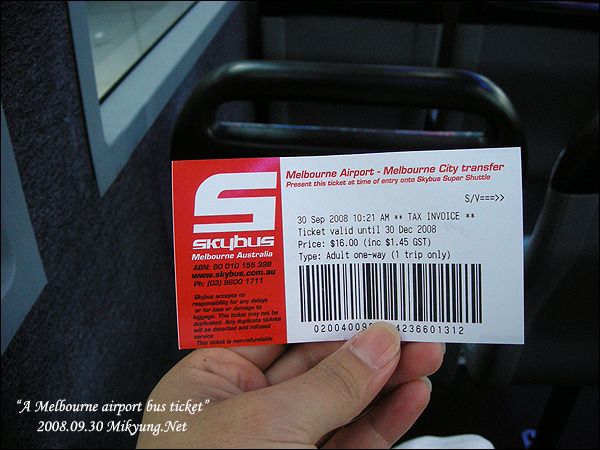 S
SKYBUS
Melbourne Australia
ABN: 60 010 155 398
www.skybus.com.au
Ph: (03) 9600 1711
Skybus accepts no
responsibility for any delays
or for loss or damage to
luggage. This ticket may not be
duplicated. Any duplicate tickets
will be detected and refused
service
This ticket is non-refundable
Melbourne Airport - Melbourne City transfer
Present this ticket at time of entry onto Skybus Super Shuttle
S/V===>>
30 Sep 2008 10:21 AM ** TAX INVOICE **
Ticket valid until 30 Dec 2008
Price: $16.00 (inc $1.45 GST)
Type: Adult one-way (1 trip only)
4236601312
“A Melbourne airport bus ticket”
2008.09.30 Mikyung.Net